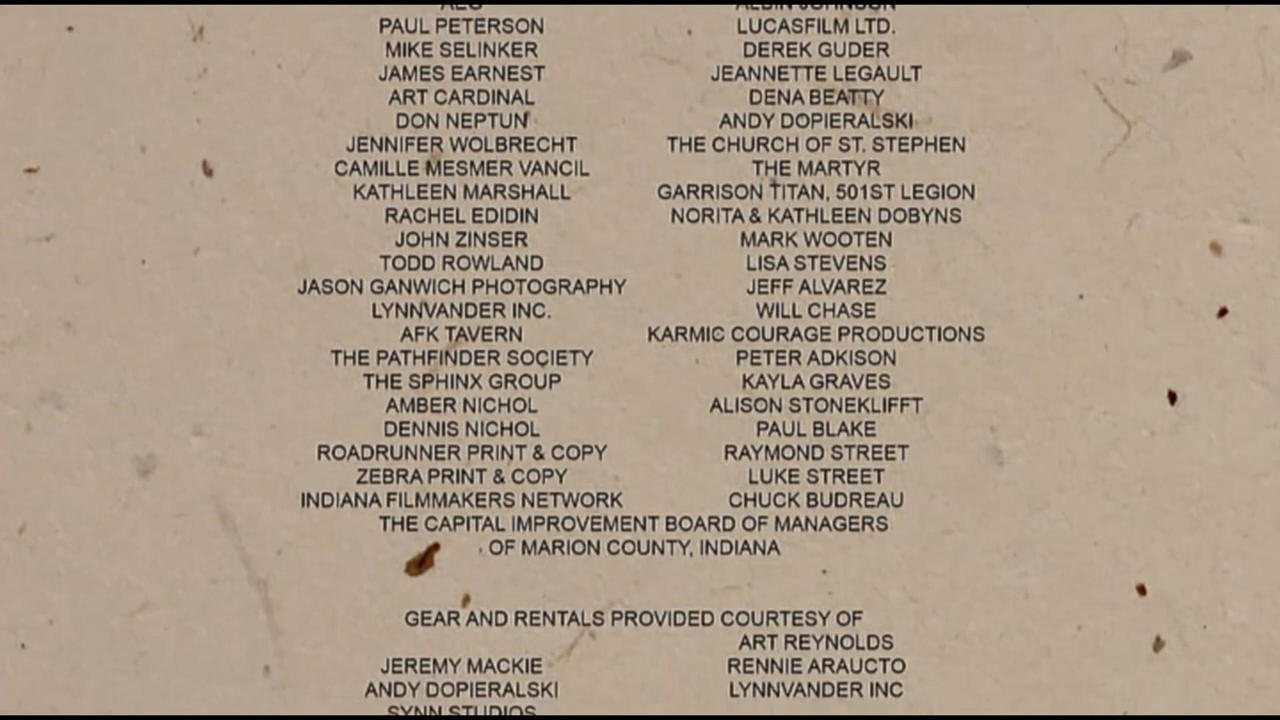 AEG
ALBIN JOHNSON
PAUL PETERSON
LUCASFILM LTD.
MIKE SELINKER
DEREK GUDER
JAMES EARNEST
JEANNETTE LEGAULT
ART CARDINAL
DENA BEATTY
DON NEPTUN
ANDY DOPIERALSKI
JENNIFER WOLBRECHT
THE CHURCH OF ST. STEPHEN
CAMILLE MESMER VANCIL
THE MARTYR
KATHLEEN MARSHALL
GARRISON TITAN, 501ST LEGION
RACHEL EDIDIN
NORITA & KATHLEEN DOBYNS
JOHN ZINSER
MARK WOOTEN
TODD ROWLAND
LISA STEVENS
JASON GANWICH PHOTOGRAPHY
JEFF ALVAREZ
LYNNVANDER INC.
WILL CHASE
AFK TAVERN
KARMIC COURAGE PRODUCTIONS
THE PATHFINDER SOCIETY
PETER ADKISON
THE SPHINX GROUP
KAYLA GRAVES
AMBER NICHOL
ALISON STONEKLIFFT
DENNIS NICHOL
PAUL BLAKE
ROADRUNNER PRINT & COPY
RAYMOND STREET
ZEBRA PRINT & COPY
LUKE STREET
INDIANA FILMMAKERS NETWORK
CHUCK BUDREAU
THE CAPITAL IMPROVEMENT BOARD OF MANAGERS
OF MARION COUNTY, INDIANA
GEAR AND RENTALS PROVIDED COURTESY OF
ART REYNOLDS
JEREMY MACKIE
RENNIE ARAUCTO
ANDY DOPIERALSKI
LYNNVANDER INC
SYNN STUDIOS